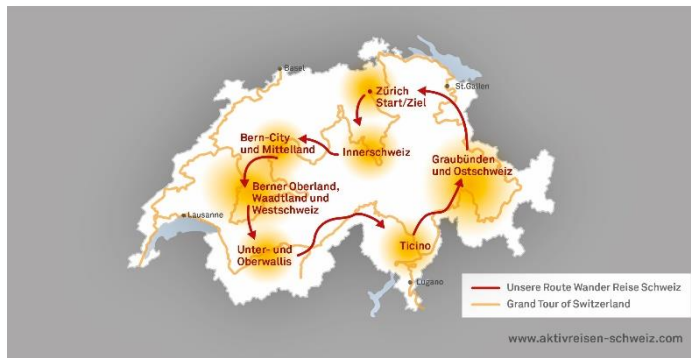 Basel
Zürich
Start/Ziel
St.Gallen
Bern-City
und Mittelland
Innerschweiz
Graubünden
und Ostschweiz
Berner Oberland,
Waadtland und
Westschweiz
Lausanne
Unter- und
Oberwallis
Ticino
Lugano
Unsere Route Wander Reise Schweiz
Grand Tour of Switzerland
www.aktivreisen-schweiz.com